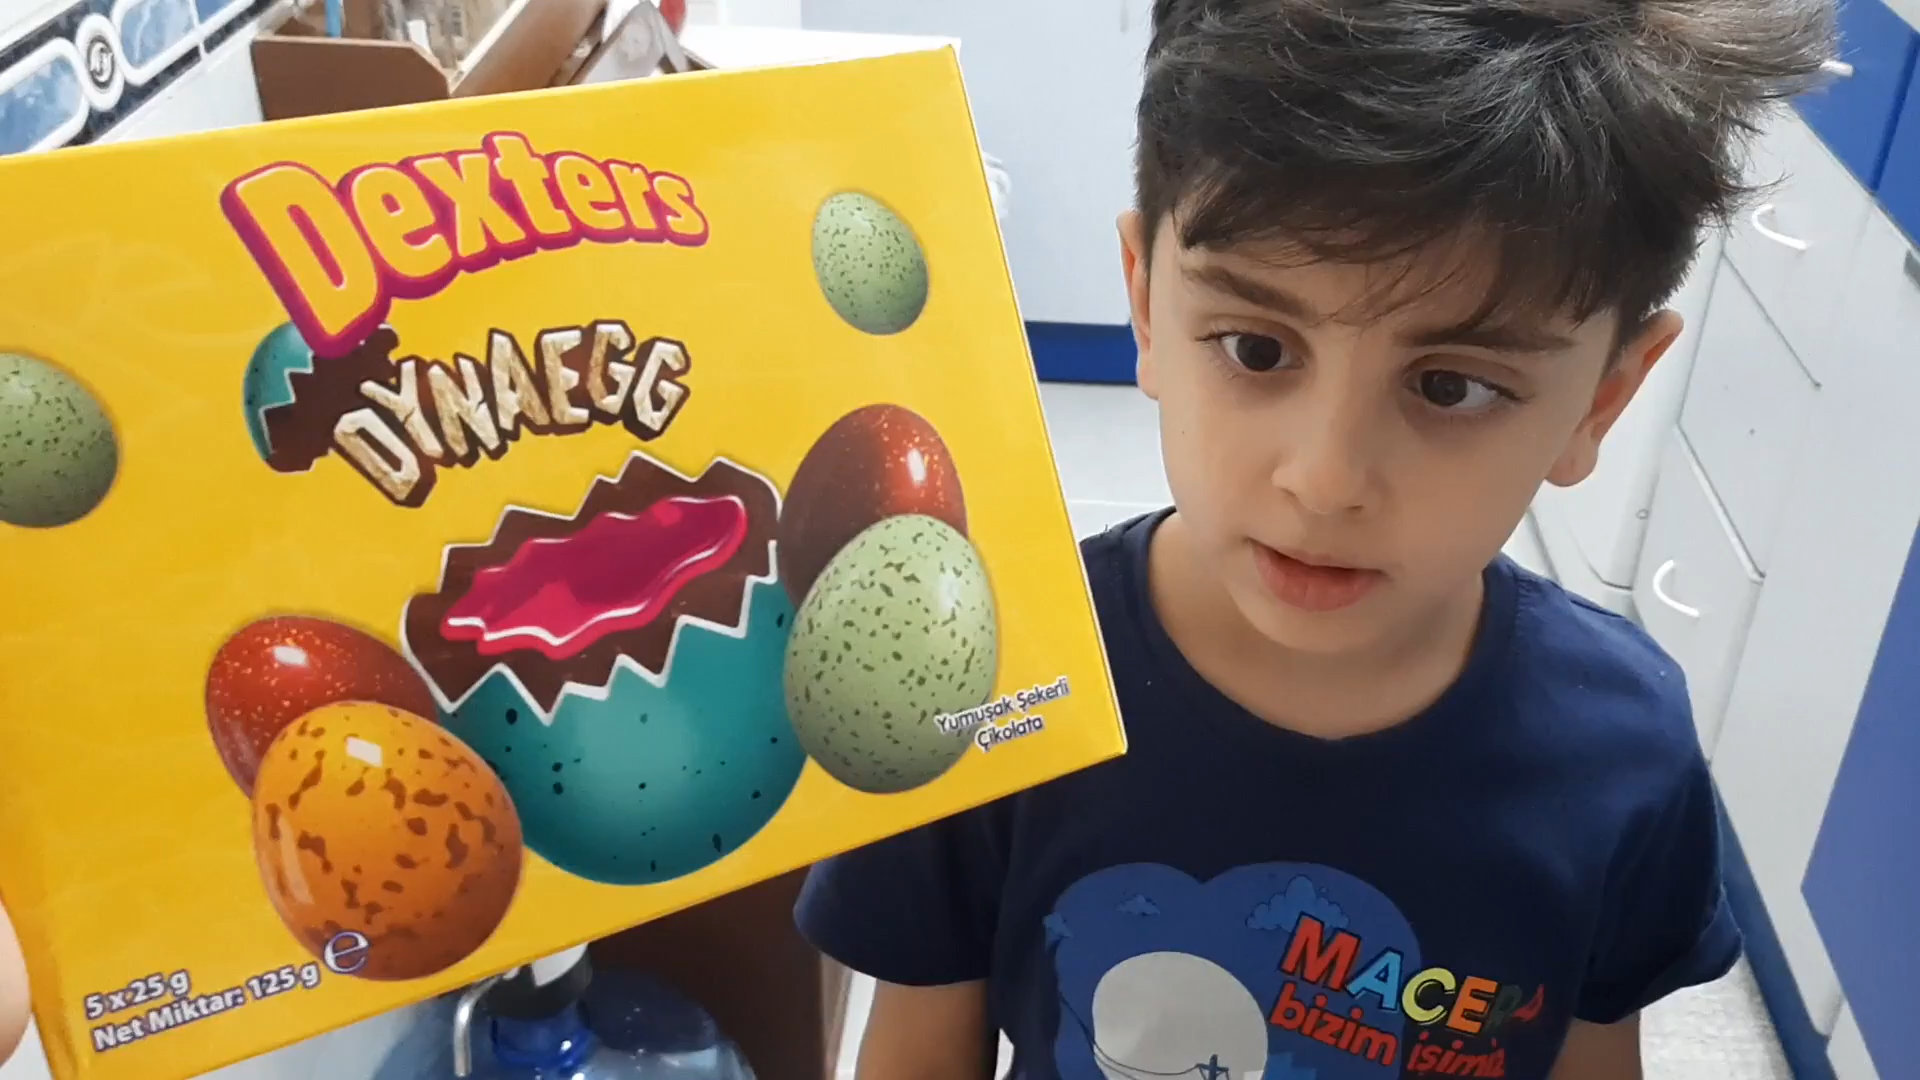 Dexters
DYNAEGG
Yumuşak Şekerli
Çikolata
5 x 25 g
Net Miktar: 125 g e
MACERA
bizim işimiz